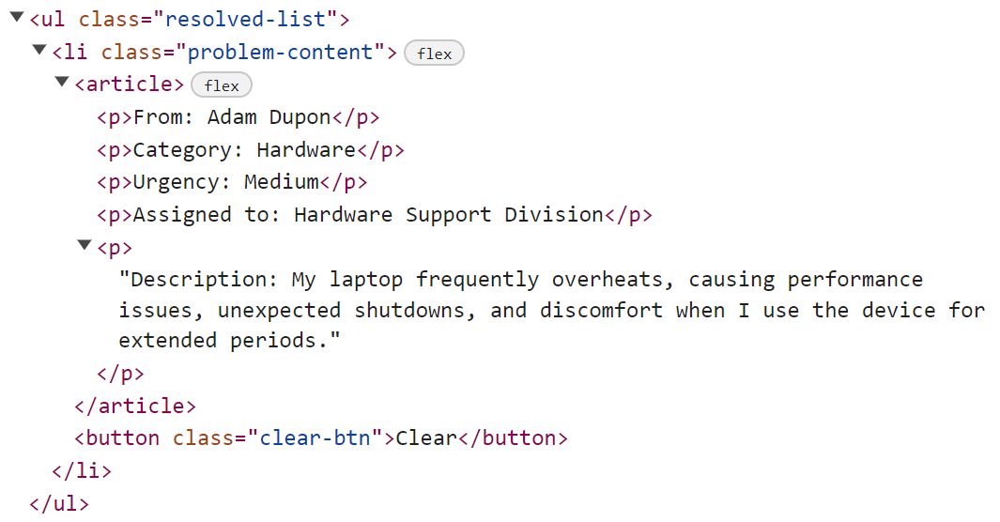 <ul class="resolved-list">
<li class="problem-content"> flex
<article> flex
<p>From: Adam Dupon</p>
<p>Category: Hardware</p>
<p>Urgency: Medium</p>
<p>Assigned to: Hardware Support Division</p>
<p>
"Description: My laptop frequently overheats, causing performance
issues, unexpected shutdowns, and discomfort when I use the device for
extended periods."
</p>
</article>
<button class="clear-btn">Clear</button>
</li>
</ul>